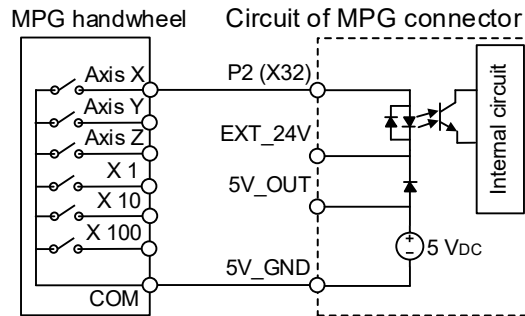 MPG handwheel
Circuit of MPG connector
Axis X
P2 (X32)
Axis Y
EXT_24V
Axis Z
X 1
5V_OUT
X 10
X 100
5 VDC
+
−
5V_GND
COM
Internal circuit